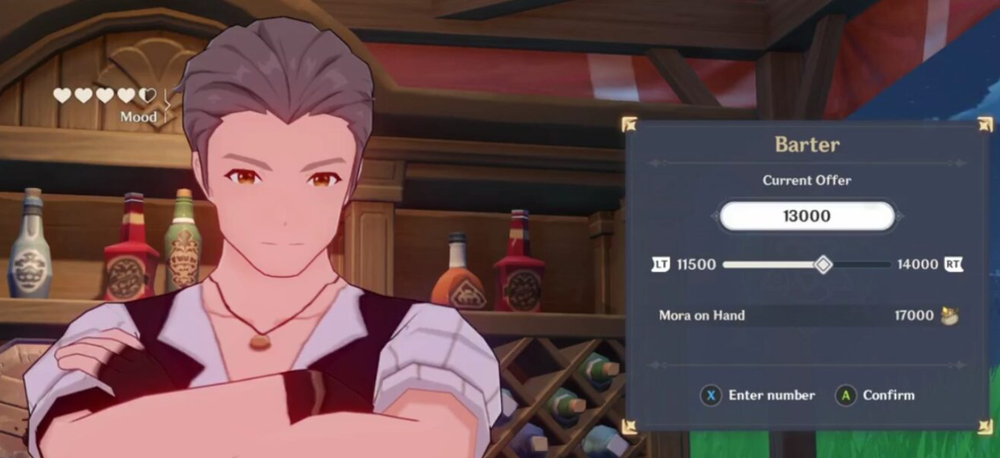 Mood
Barter
Current Offer
13000
LT 11500 14000 RT
Mora on Hand 17000
X Enter number A Confirm